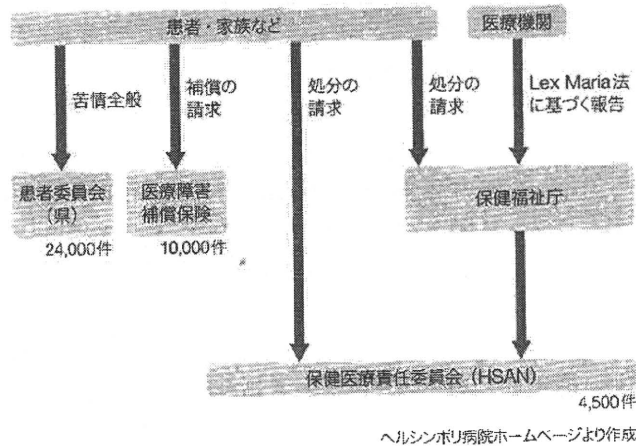 患者・家族など
医療機関
苦情全般
補償の
請求
処分の
請求
処分の
請求
Lex Maria法
に基づく報告
患者委員会
（県）
24,000件
医療障害
補償保険
10,000件
保健福祉庁
保健医療責任委員会（HSAN）
4,500件
ヘルシンボリ病院ホームページより作成